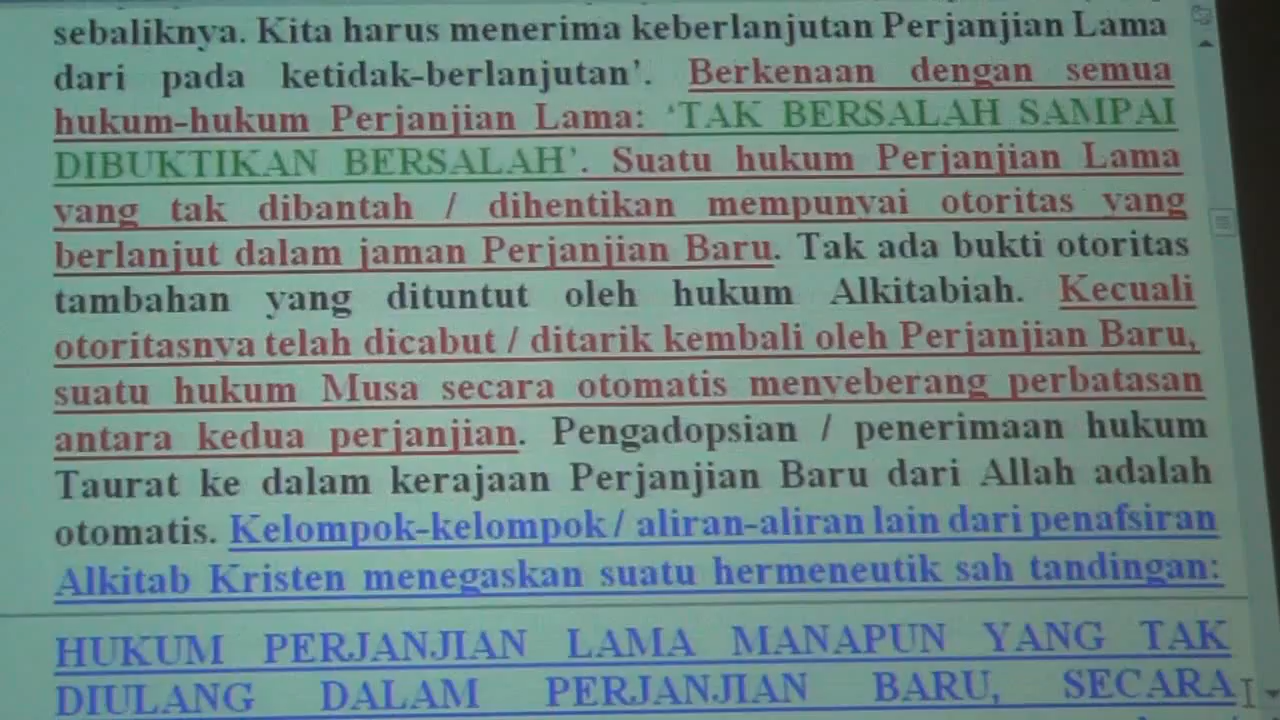 sebaliknya. Kita harus menerima keberlanjutan Perjanjian Lama
dari pada ketidak-berlanjutan’. Berkenaan dengan semua
hukum-hukum Perjanjian Lama: ‘TAK BERSALAH SAMPAI
DIBUKTIKAN BERSALAH’. Suatu hukum Perjanjian Lama
yang tak dibantah / dihentikan mempunyai otoritas yang
berlanjut dalam jaman Perjanjian Baru. Tak ada bukti otoritas
tambahan yang dituntut oleh hukum Alkitabiah. Kecuali
otoritasnya telah dicabut / ditarik kembali oleh Perjanjian Baru,
suatu hukum Musa secara otomatis menyeberang perbatasan
antara kedua perjanjian. Pengadopsian / penerimaan hukum
Taurat ke dalam kerajaan Perjanjian Baru dari Allah adalah
otomatis. Kelompok-kelompok / aliran-aliran lain dari penafsiran
Alkitab Kristen menegaskan suatu hermeneutik sah tandingan:
HUKUM PERJANJIAN LAMA MANAPUN YANG TAK
DIULANG DALAM PERJANJIAN BARU, SECARA